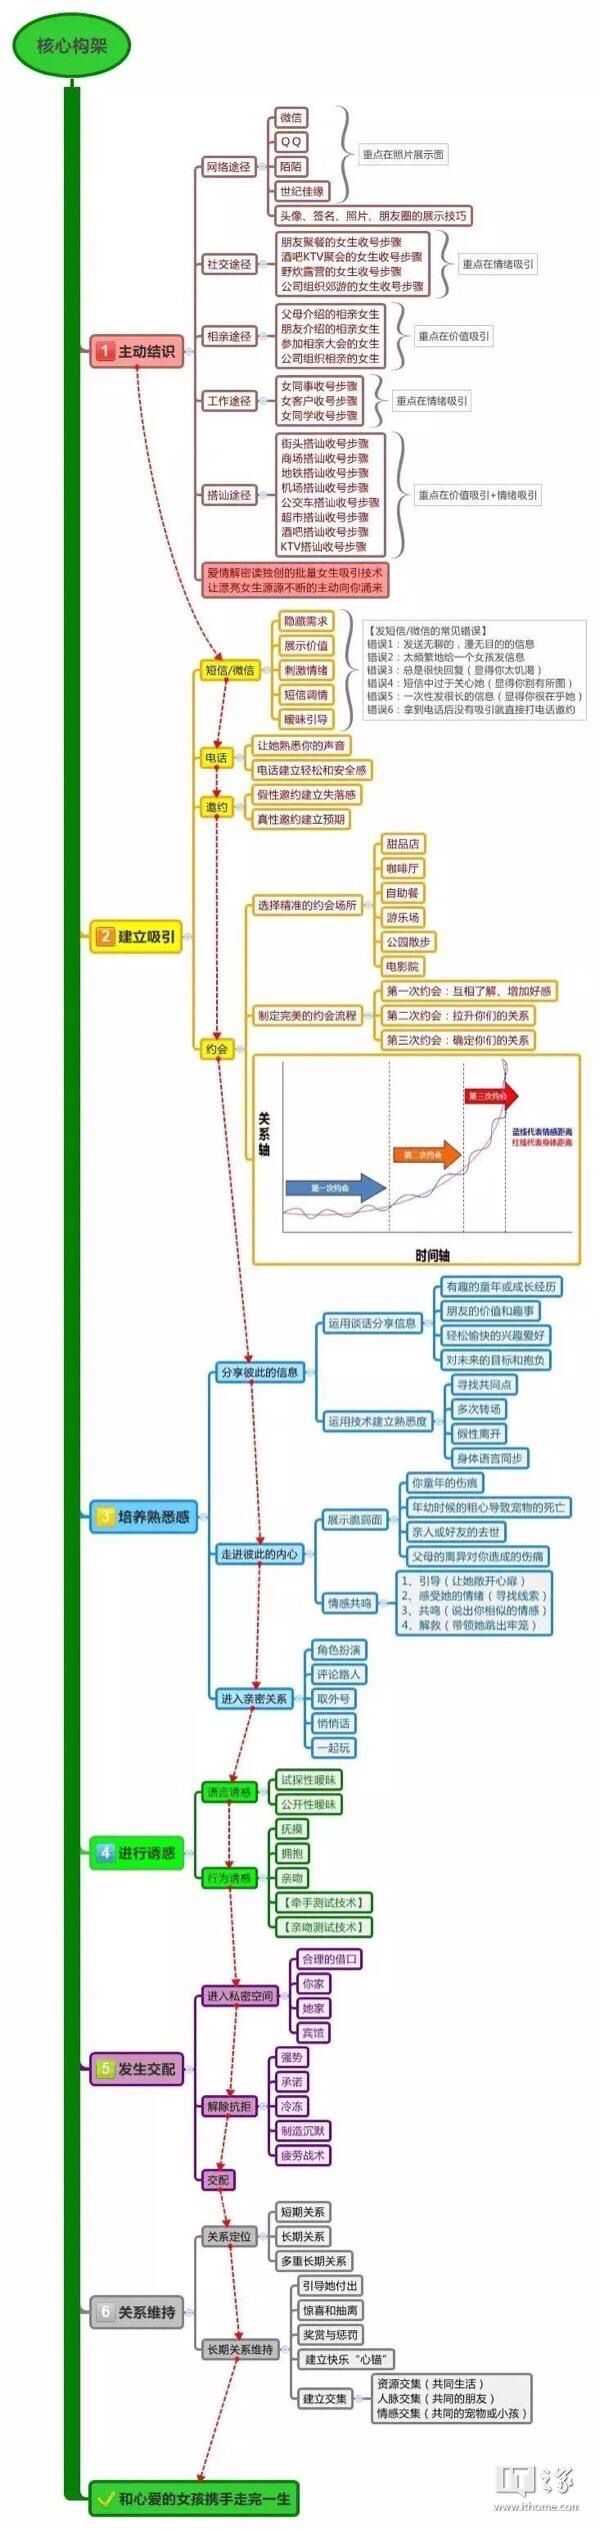 核心构架
1 主动结识
网络途径
微信
QQ
陌陌
世纪佳缘
重点在照片展示面
头像、签名、照片、朋友圈的展示技巧
社交途径
朋友聚餐的女生收号步骤
酒吧KTV聚会的女生收号步骤
野炊露营的女生收号步骤
公司组织郊游的女生收号步骤
重点在情绪吸引
相亲途径
父母介绍的相亲女生
朋友介绍的相亲女生
参加相亲大会的女生
公司组织相亲的女生
重点在价值吸引
工作途径
女同事收号步骤
女客户收号步骤
女同学收号步骤
重点在情绪吸引
搭讪途径
街头搭讪收号步骤
商场搭讪收号步骤
地铁搭讪收号步骤
机场搭讪收号步骤
公交车搭讪收号步骤
超市搭讪收号步骤
酒吧搭讪收号步骤
KTV搭讪收号步骤
重点在价值吸引+情绪吸引
爱情解密读独创的批量女生吸引技术
让漂亮女生源源不断的主动向你涌来
2 建立吸引
短信/微信
隐藏需求
展示价值
刺激情绪
短信调情
暧昧引导
【发短信/微信的常见错误】
错误1：发送无聊的，漫无目的的信息
错误2：太频繁地给一个女孩发信息
错误3：总是很快回复（显得你太饥渴）
错误4：短信中过于关心她（显得你别有所图）
错误5：一次性发很长的信息（显得你很在乎她）
错误6：拿到电话后没有吸引就直接打电话邀约
电话
让她熟悉你的声音
电话建立轻松和安全感
邀约
假性邀约建立失落感
真性邀约建立预期
约会
选择精准的约会场所
甜品店
咖啡厅
自助餐
游乐场
公园散步
电影院
制定完美的约会流程
第一次约会：互相了解、增加好感
第二次约会：拉升你们的关系
第三次约会：确定你们的关系
关系轴
第三次约会
第二次约会
第一次约会
蓝线代表情感距离
红线代表身体距离
时间轴
3 培养熟悉感
分享彼此的信息
运用谈话分享信息
有趣的童年或成长经历
朋友的价值和趣事
轻松愉快的兴趣爱好
对未来的目标和抱负
运用技术建立熟悉度
寻找共同点
多次转场
假性离开
身体语言同步
走进彼此的内心
展示脆弱面
你童年的伤痕
年幼时候的粗心导致宠物的死亡
亲人或好友的去世
父母的离异对你造成的伤痛
情感共鸣
1、引导（让她敞开心扉）
2、感受她的情绪（寻找线索）
3、共鸣（说出你相似的情感）
4、解救（带领她跳出牢笼）
进入亲密关系
角色扮演
评论路人
取外号
悄悄话
一起玩
4 进行诱惑
语言诱惑
试探性暧昧
公开性暧昧
行为诱惑
抚摸
拥抱
亲吻
【牵手测试技术】
【亲吻测试技术】
5 发生交配
进入私密空间
合理的借口
你家
她家
宾馆
解除抗拒
强势
承诺
冷冻
制造沉默
疲劳战术
交配
6 关系维持
关系定位
短期关系
长期关系
多重长期关系
长期关系维持
引导她付出
惊喜和抽离
奖赏与惩罚
建立快乐“心锚”
建立交集
资源交集（共同生活）
人脉交集（共同的朋友）
情感交集（共同的宠物或小孩）
和心爱的女孩携手走完一生
IT之家
www.ithome.com